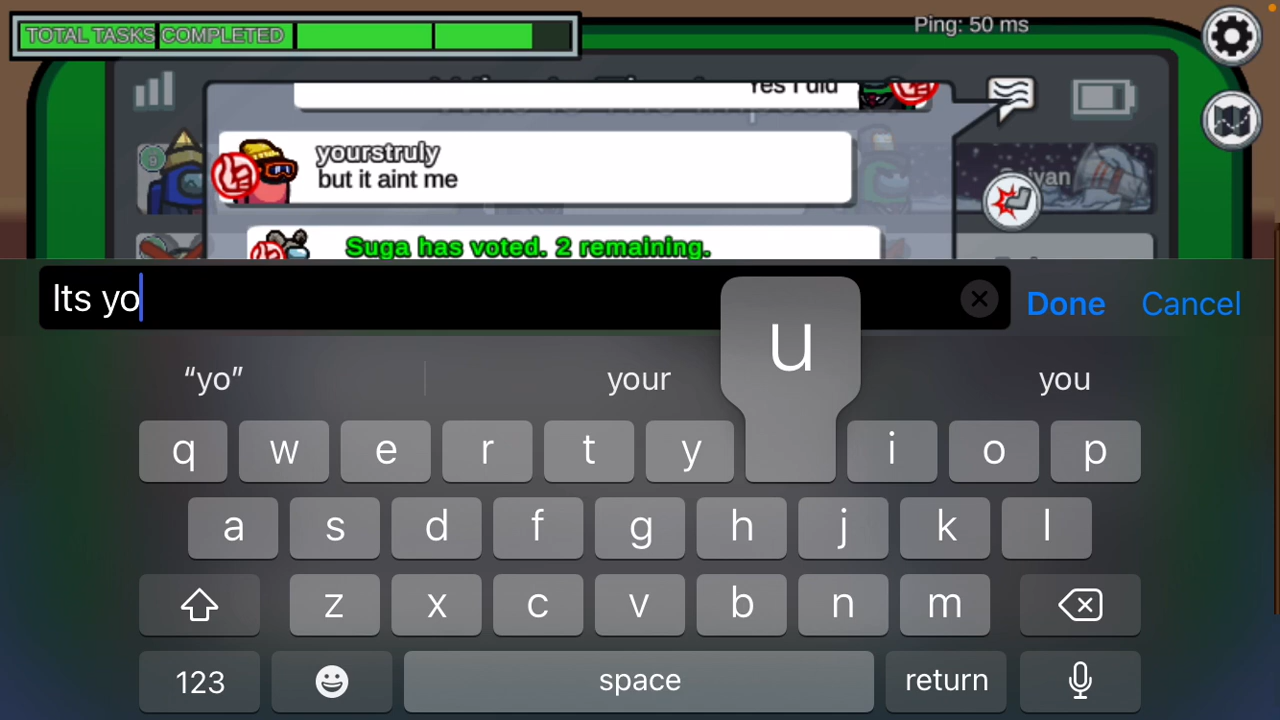 TOTAL TASKS COMPLETED
Ping: 50 ms
Yes I did
yourstruly
but it aint me
Suga has voted. 2 remaining.
Its yo
Done
Cancel
“yo”
your
you
u
q w e r t y i o p
a s d f g h j k l
z x c v b n m
123
space
return